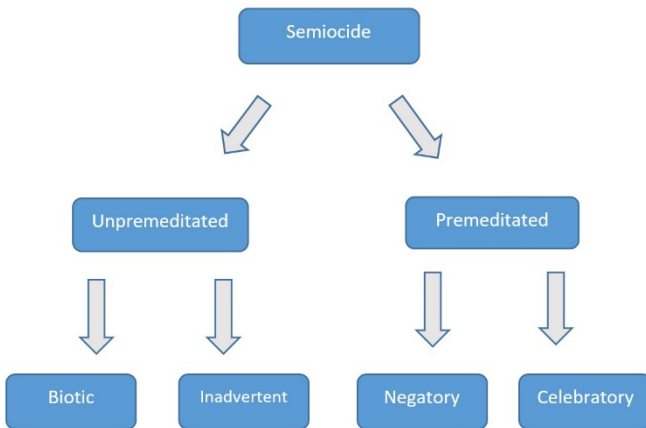 Semiocide
Unpremeditated
Premeditated
Biotic
Inadvertent
Negatory
Celebratory